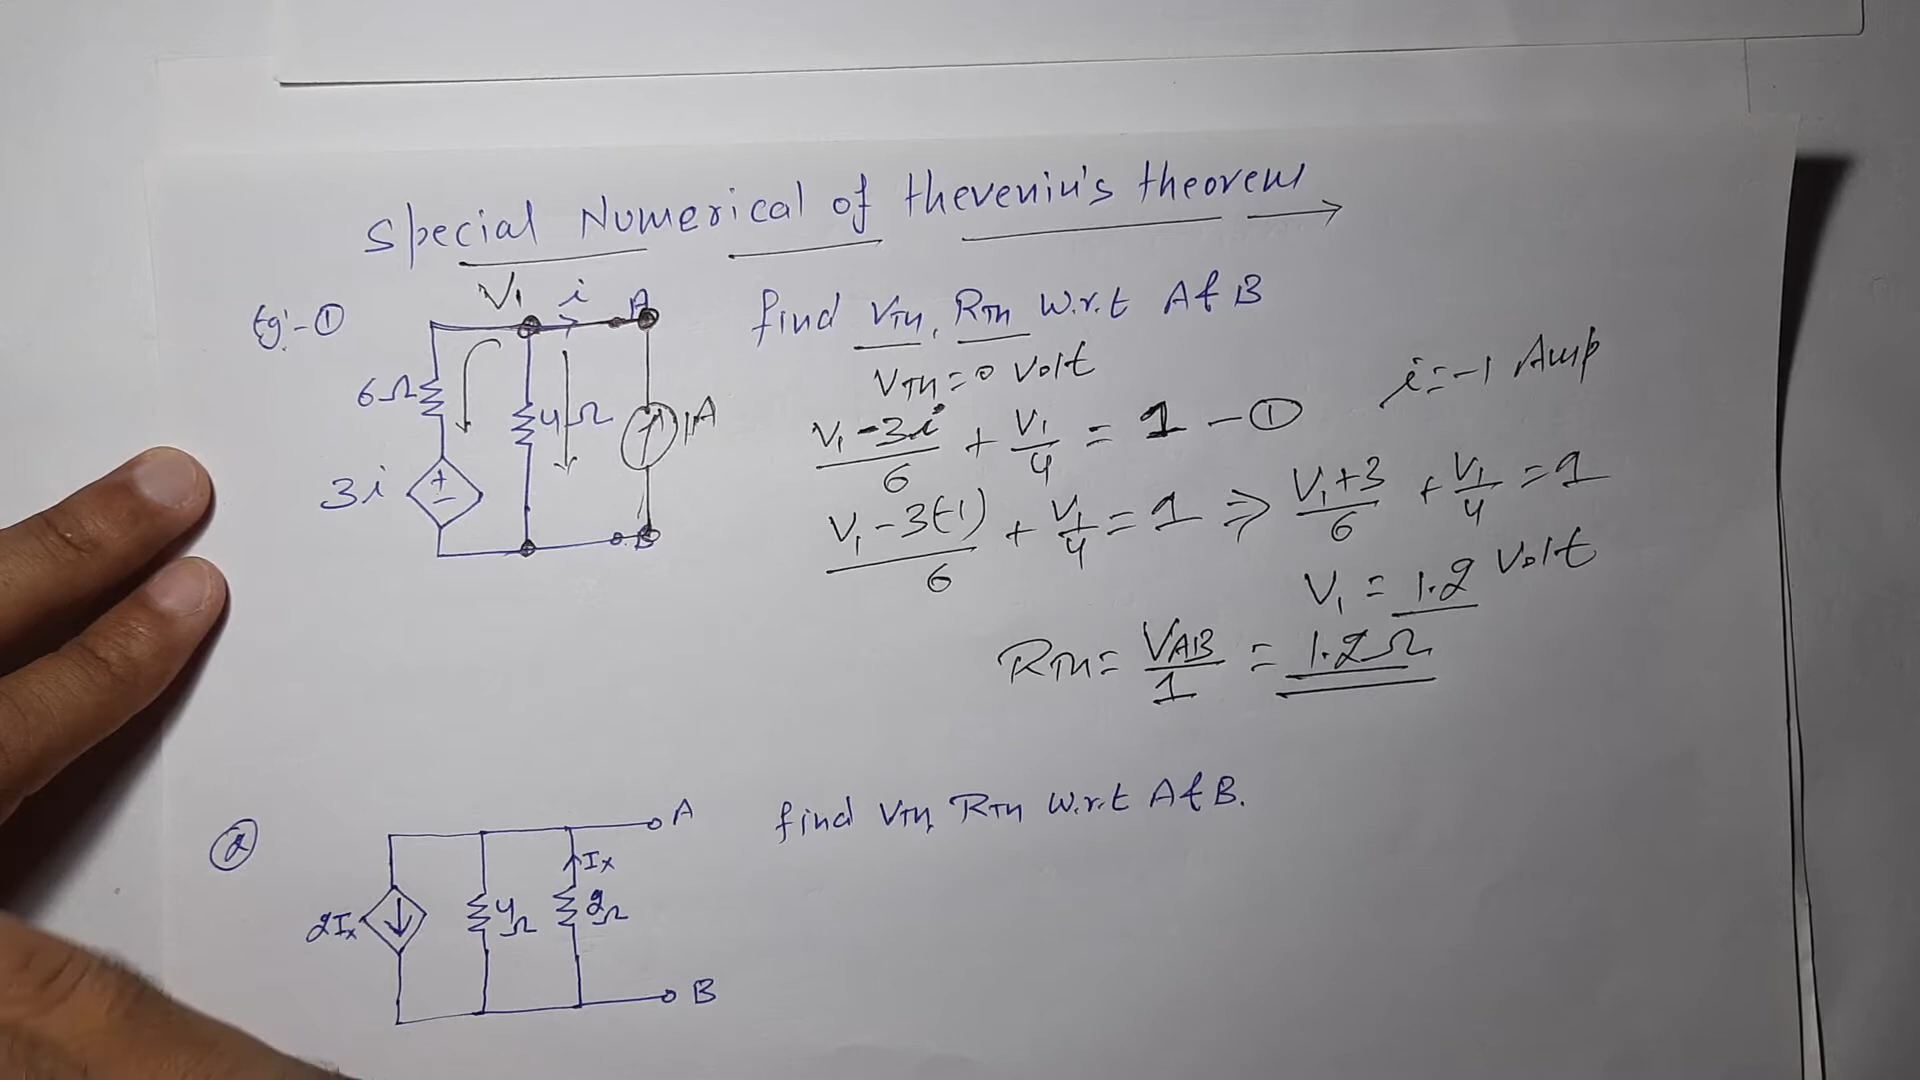 Special Numerical of thevenin's theorem →
Eg:- ①
V₁
i
A
6Ω
4Ω
1A
3i
+
-
B
find VTH, RTH w.r.t A & B
VTH = 0 Volt
i = -1 Amp
(V₁ - 3i)/6 + V₁/4 = 1 - ①
(V₁ - 3(-1))/6 + V₁/4 = 1 ⇒ (V₁+3)/6 + V₁/4 = 1
V₁ = 1.2 Volt
RTH = VAB/1 = 1.2Ω
②
A
Ix
2Ix
4Ω
2Ω
B
find VTH, RTH w.r.t A & B.